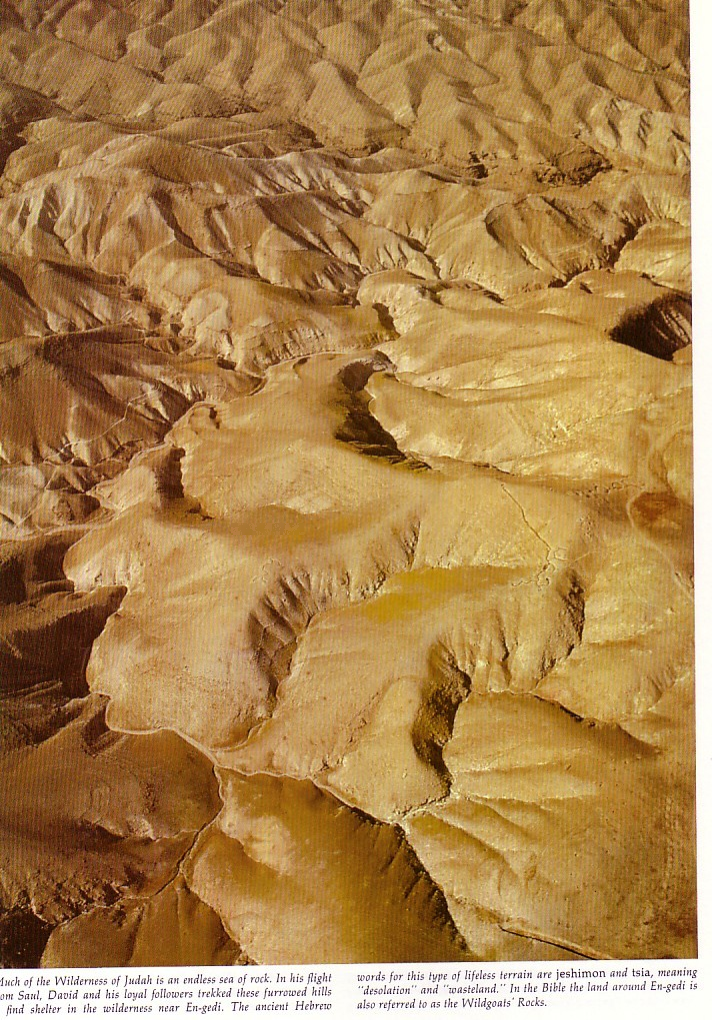 Much of the Wilderness of Judah is an endless sea of rock. In his flight
from Saul, David and his loyal followers trekked these furrowed hills
find shelter in the wilderness near En-gedi. The ancient Hebrew
words for this type of lifeless terrain are jeshimon and tsia, meaning
"desolation" and "wasteland." In the Bible the land around En-gedi is
also referred to as the Wildgoats' Rocks.